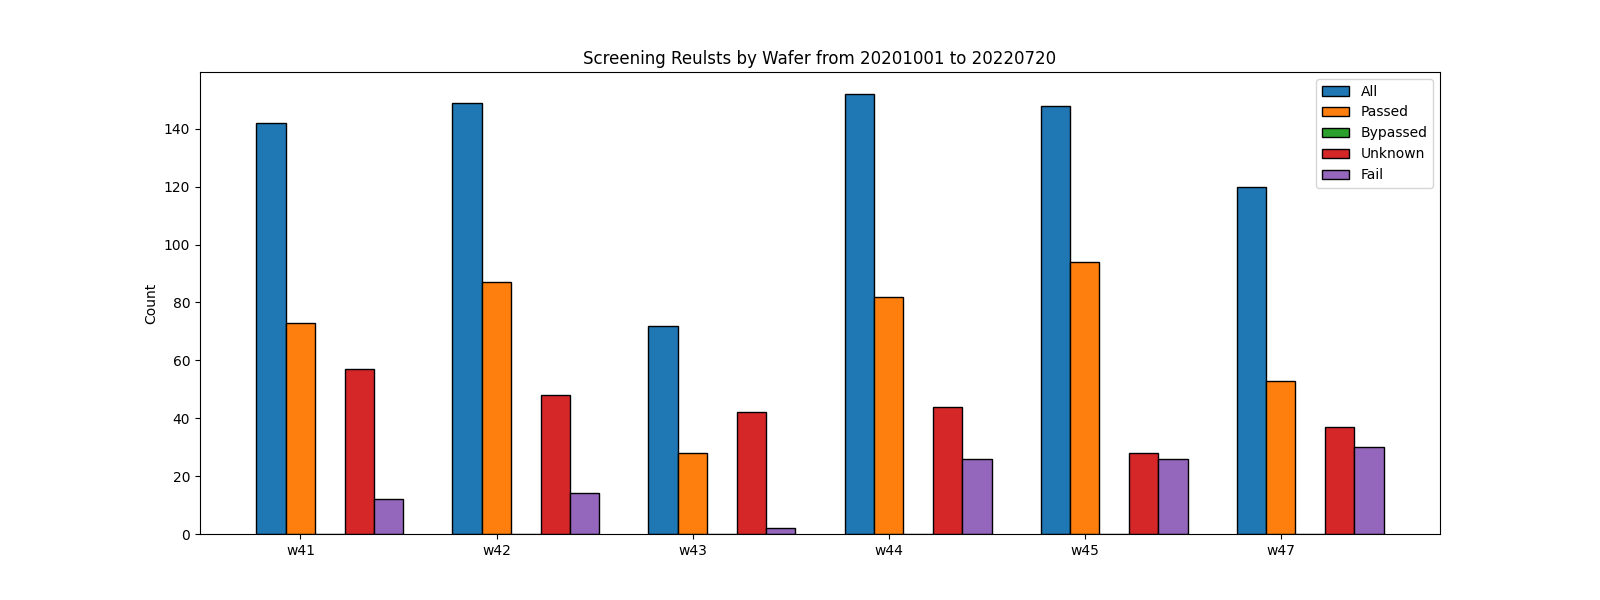 Screening Reulsts by Wafer from 20201001 to 20220720
All
Passed
Bypassed
Unknown
Fail
140
120
100
80
60
40
20
0
Count
w41 w42 w43 w44 w45 w47